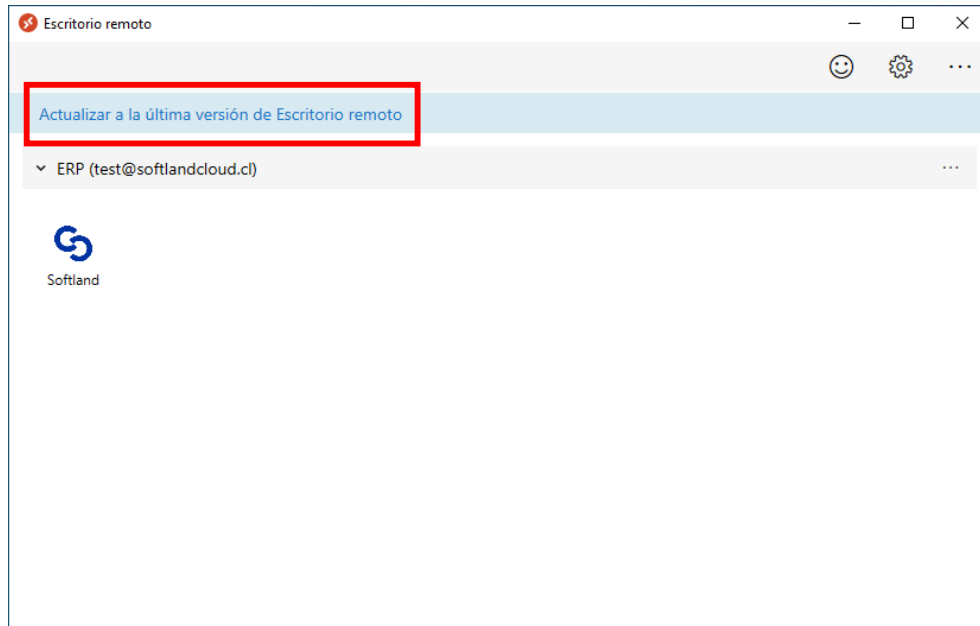 Escritorio remoto
Actualizar a la última versión de Escritorio remoto
ERP (test@softlandcloud.cl)
Softland